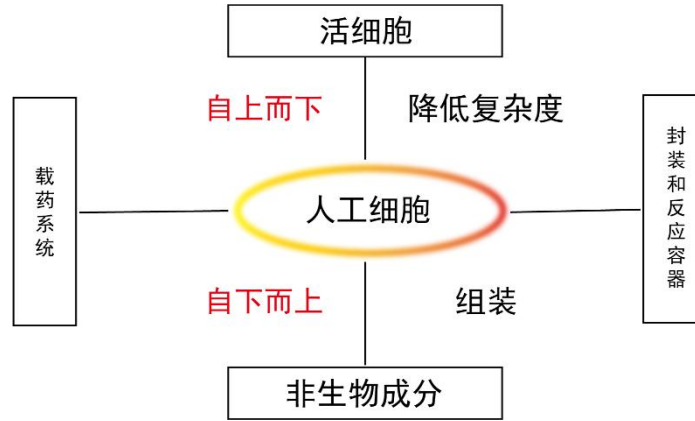 活细胞
自上而下
降低复杂度
载药系统
人工细胞
封装和反应容器
自下而上
组装
非生物成分